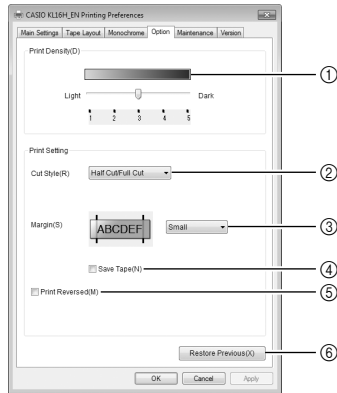 CASIO KL16H_EN Printing Preferences
Main Settings Tape Layout Monochrome Option Maintenance Version
Print Density(D)
①
Light Dark
1 2 3 4 5
Print Setting
Cut Style(R) Half Cut/Full Cut ②
Margin(S) ABCDEF Small ③
Save Tape(N) ④
Print Reversed(M) ⑤
Restore Previous(X) ⑥
OK Cancel Apply